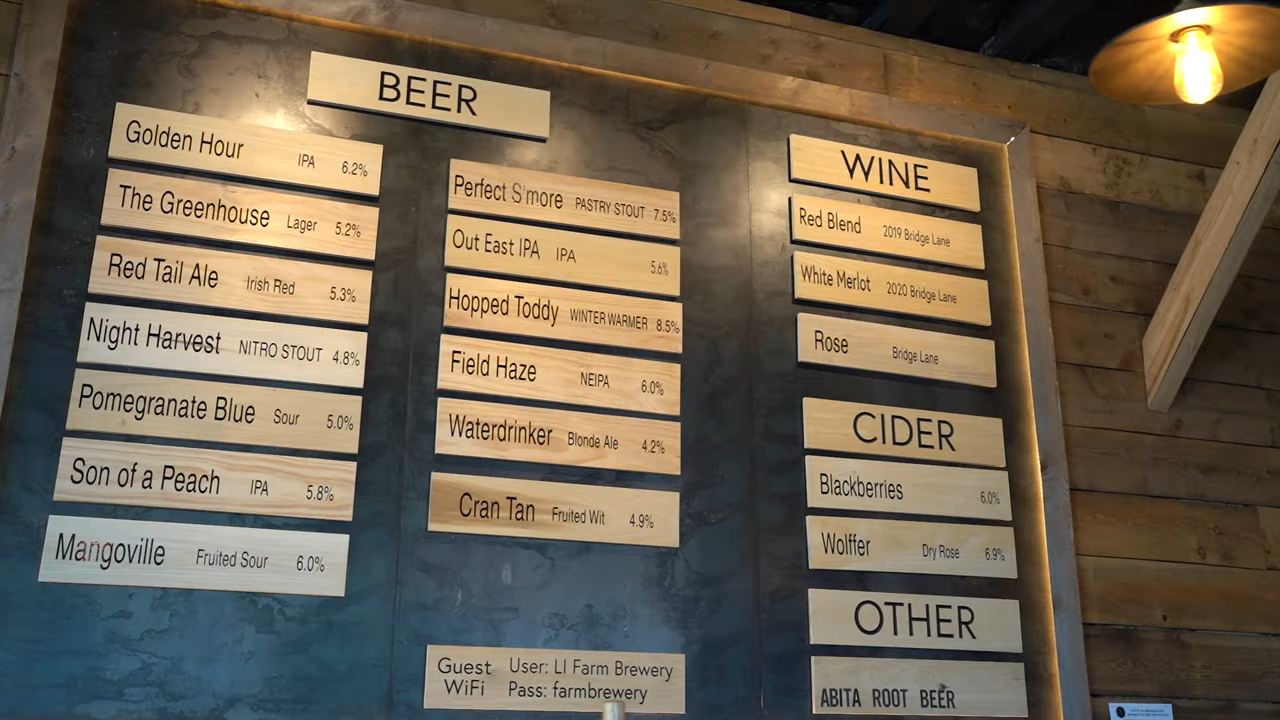 BEER
Golden Hour IPA 6.2%
The Greenhouse Lager 5.2%
Red Tail Ale Irish Red 5.3%
Night Harvest NITRO STOUT 4.8%
Pomegranate Blue Sour 5.0%
Son of a Peach IPA 5.8%
Mangoville Fruited Sour 6.0%
Perfect S'more PASTRY STOUT 7.5%
Out East IPA IPA 5.6%
Hopped Toddy WINTER WARMER 8.5%
Field Haze NEIPA 6.0%
Waterdrinker Blonde Ale 4.2%
Cran Tan Fruited Wit 4.9%
Guest WiFi
User: LI Farm Brewery
Pass: farmbrewery
WINE
Red Blend 2019 Bridge Lane
White Merlot 2020 Bridge Lane
Rose Bridge Lane
CIDER
Blackberries 6.0%
Wolffer Dry Rose 6.9%
OTHER
ABITA ROOT BEER